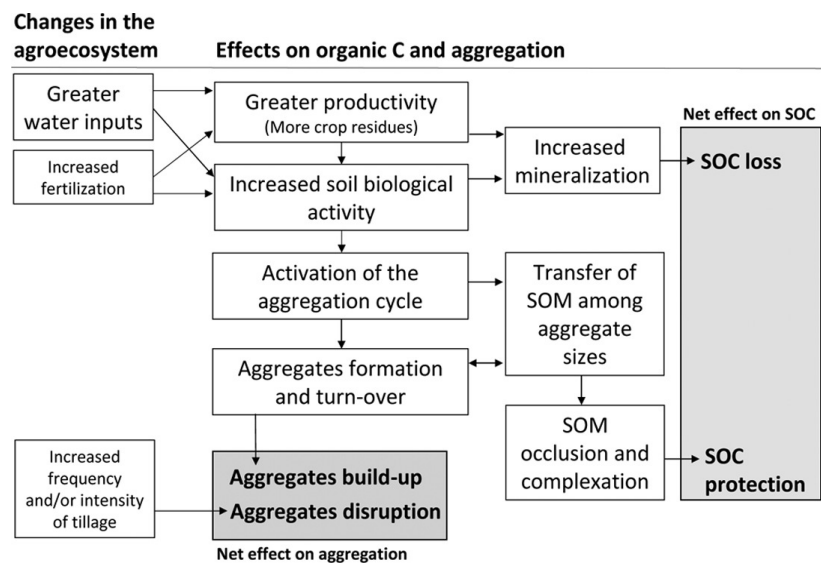 Changes in the
agroecosystem
Effects on organic C and aggregation
Greater
water inputs
Increased
fertilization
Greater productivity
(More crop residues)
Increased soil biological
activity
Increased
mineralization
Net effect on SOC
SOC loss
Activation of the
aggregation cycle
Transfer of
SOM among
aggregate
sizes
Aggregates formation
and turn-over
SOM
occlusion and
complexation
SOC
protection
Increased
frequency
and/or intensity
of tillage
Aggregates build-up
Aggregates disruption
Net effect on aggregation